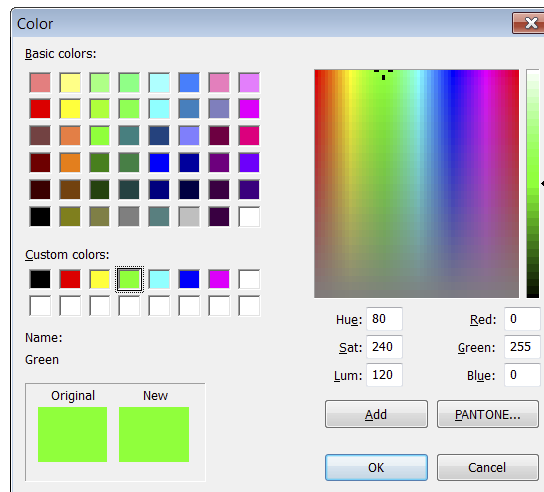 Color
Basic colors:
Custom colors:
Name:
Green
Original New
Hue: 80 Red: 0
Sat: 240 Green: 255
Lum: 120 Blue: 0
Add PANTONE...
OK Cancel